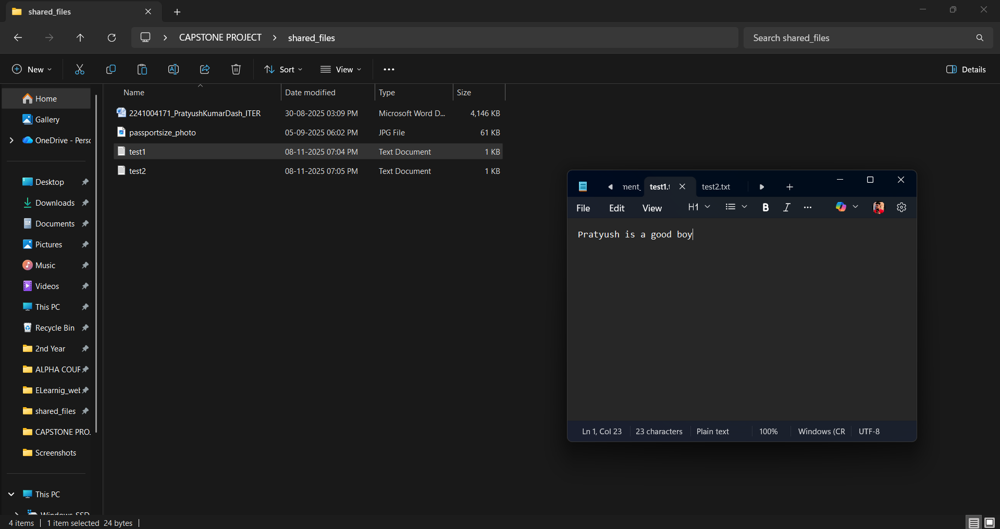 shared_files
CAPSTONE PROJECT > shared_files
Search shared_files
New
Sort
View
Details
Name Date modified Type Size
2241004171_PratyushKumarDash_ITER 30-08-2025 03:09 PM Microsoft Word D... 4,146 KB
passportsize_photo 05-09-2025 06:02 PM JPG File 61 KB
test1 08-11-2025 07:04 PM Text Document 1 KB
test2 08-11-2025 07:05 PM Text Document 1 KB
Home
Gallery
OneDrive - Perso
Desktop
Downloads
Documents
Pictures
Music
Videos
This PC
Recycle Bin
2nd Year
ALPHA COUR
ELearnig_wel
shared_files
CAPSTONE PRO.
Screenshots
This PC
Windows-SSD
4 items 1 item selected 24 bytes
ment_ test1.t test2.txt
File Edit View H1 B I
Pratyush is a good boy
Ln 1, Col 23 23 characters Plain text 100% Windows (CR UTF-8